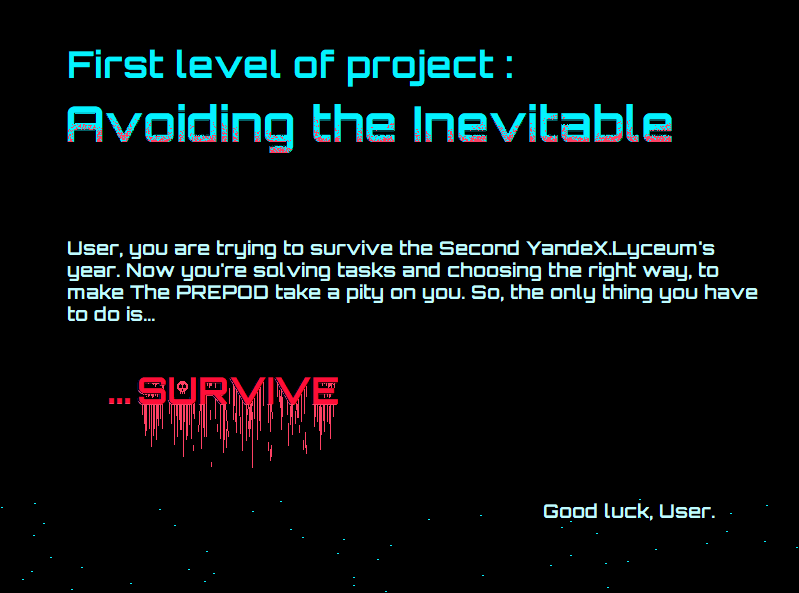 First level of project :
Avoiding the Inevitable
User, you are trying to survive the Second YandeX.Lyceum's
year. Now you're solving tasks and choosing the right way, to
make The PREPOD take a pity on you. So, the only thing you have
to do is...
... SURVIVE
Good luck, User.